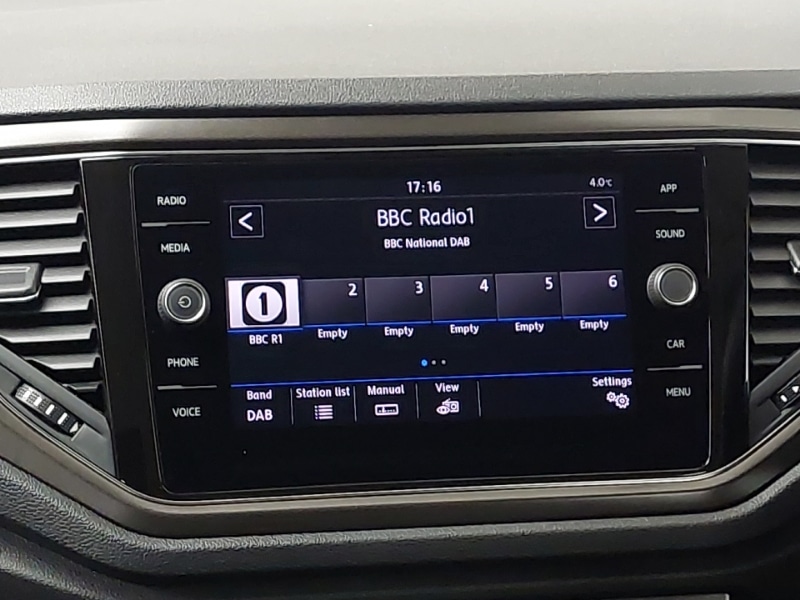 RADIO
MEDIA
PHONE
VOICE
17:16
4.0°C
BBC Radio1
BBC National DAB
1 2 3 4 5 6
BBC R1 Empty Empty Empty Empty Empty
Band Station list Manual View Settings
DAB
APP
SOUND
CAR
MENU